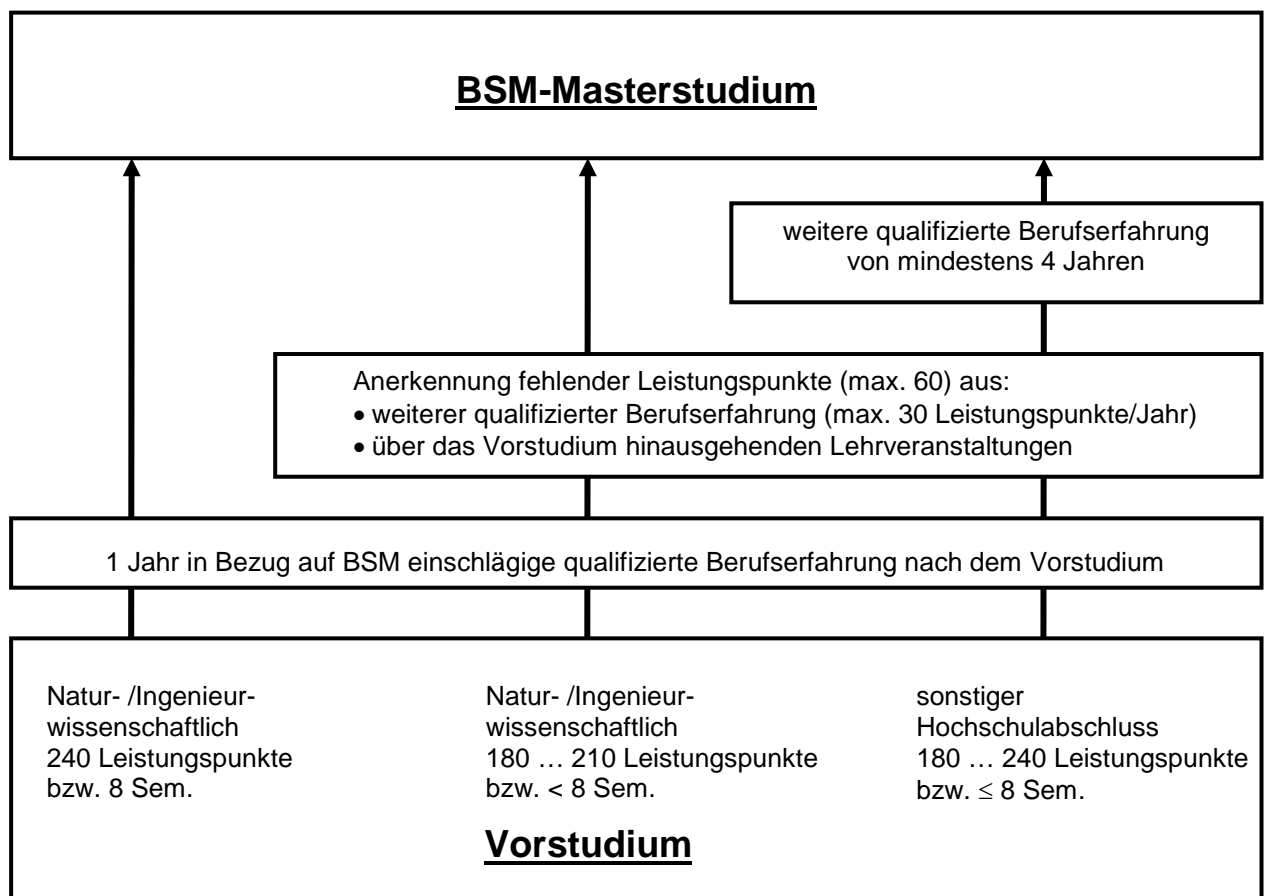 BSM-Masterstudium
weitere qualifizierte Berufserfahrung
von mindestens 4 Jahren
Anerkennung fehlender Leistungspunkte (max. 60) aus:
• weiterer qualifizierter Berufserfahrung (max. 30 Leistungspunkte/Jahr)
• über das Vorstudium hinausgehenden Lehrveranstaltungen
1 Jahr in Bezug auf BSM einschlägige qualifizierte Berufserfahrung nach dem Vorstudium
Natur- /Ingenieur-
wissenschaftlich
240 Leistungspunkte
bzw. 8 Sem.
Natur- /Ingenieur-
wissenschaftlich
180 … 210 Leistungspunkte
bzw. < 8 Sem.
sonstiger
Hochschulabschluss
180 … 240 Leistungspunkte
bzw. ≤ 8 Sem.
Vorstudium